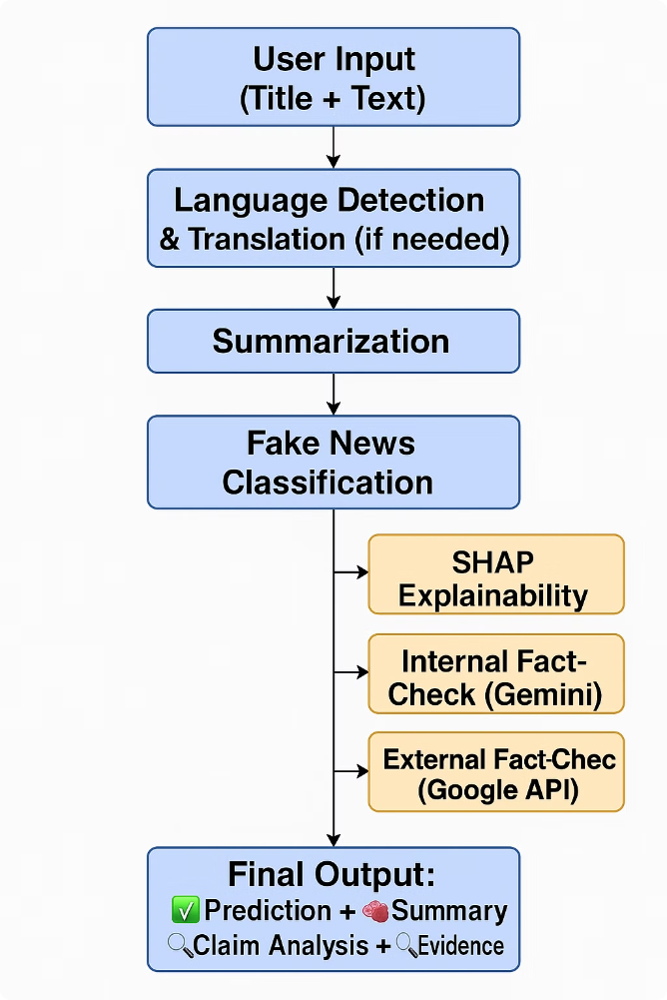 User Input
(Title + Text)
Language Detection
& Translation (if needed)
Summarization
Fake News
Classification
SHAP
Explainability
Internal Fact-
Check (Gemini)
External Fact-Chec
(Google API)
Final Output:
✅ Prediction + 🧠 Summary
🔍 Claim Analysis + 🔍 Evidence